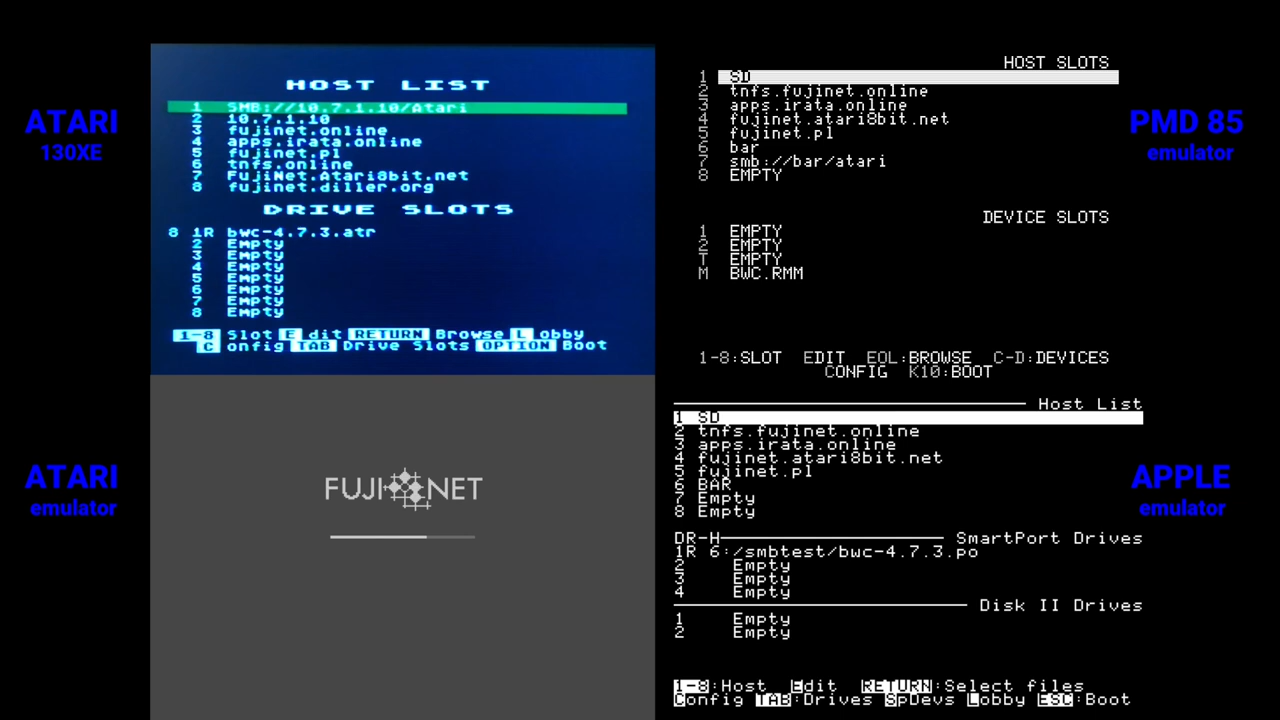 ATARI
130XE
HOST LIST
1 SMB://10.7.1.10/Atari
2 10.7.1.10
3 fujinet.online
4 apps.irata.online
5 fujinet.pl
6 tnfs.online
7 FujiNet.Atari8bit.net
8 fujinet.diller.org
DRIVE SLOTS
8 1R bwc-4.7.3.atr
2 Empty
3 Empty
4 Empty
5 Empty
6 Empty
7 Empty
8 Empty
1-8 Slot E dit RETURN Browse L obby
C onfig TAB Drive Slots OPTION Boot
PMD 85
emulator
HOST SLOTS
1 SD
2 tnfs.fujinet.online
3 apps.irata.online
4 fujinet.atari8bit.net
5 fujinet.pl
6 bar
7 smb://bar/atari
8 EMPTY
DEVICE SLOTS
1 EMPTY
2 EMPTY
T EMPTY
M BWC.RMM
1-8:SLOT EDIT EOL:BROWSE C-D:DEVICES
CONFIG K10:BOOT
ATARI
emulator
FUJI NET
APPLE
emulator
Host List
1 SD
2 tnfs.fujinet.online
3 apps.irata.online
4 fujinet.atari8bit.net
5 fujinet.pl
6 BAR
7 Empty
8 Empty
DR-H SmartPort Drives
1R 6:/smbtest/bwc-4.7.3.po
2 Empty
3 Empty
4 Empty
Disk II Drives
1 Empty
2 Empty
1-8:Host Edit RETURN:Select files
Config TAB:Drives SpDevs Lobby ESC:Boot